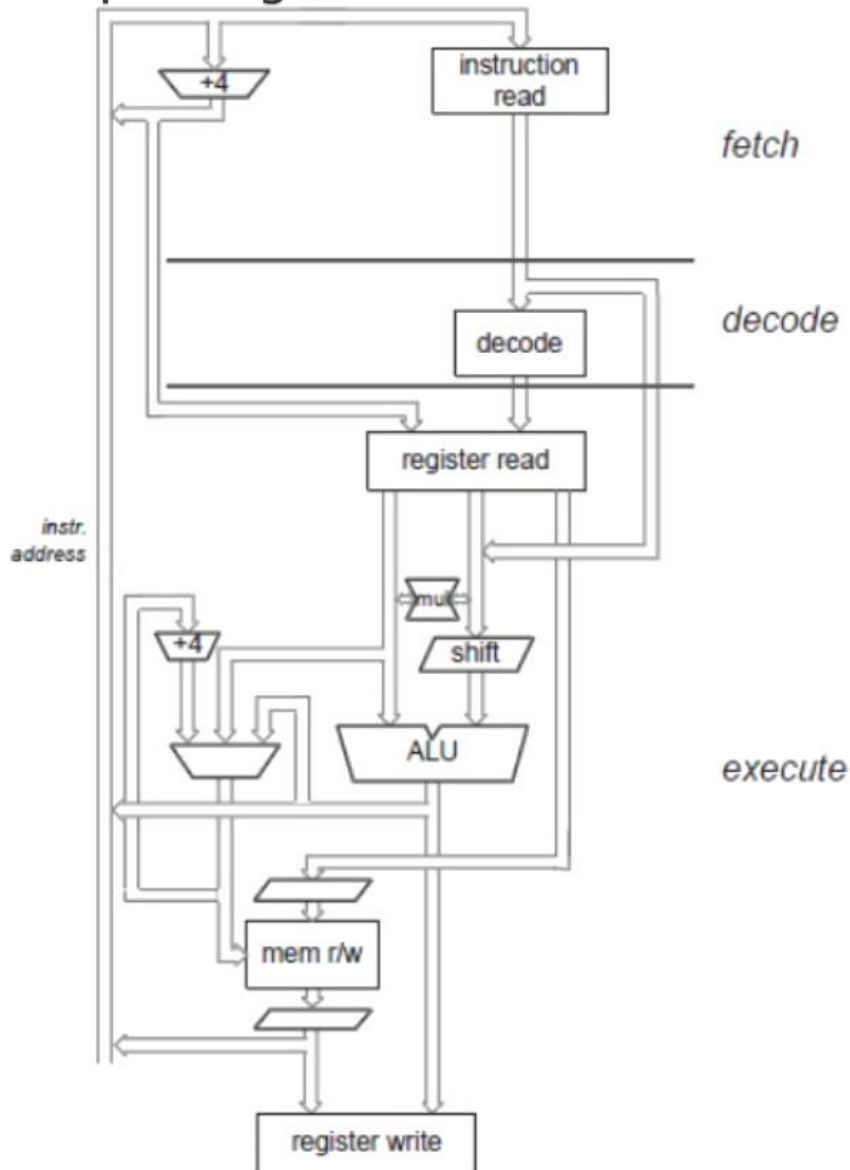 +4
instruction
read
fetch
decode
decode
register read
instr.
address
mul
+4
shift
ALU
execute
mem r/w
register write